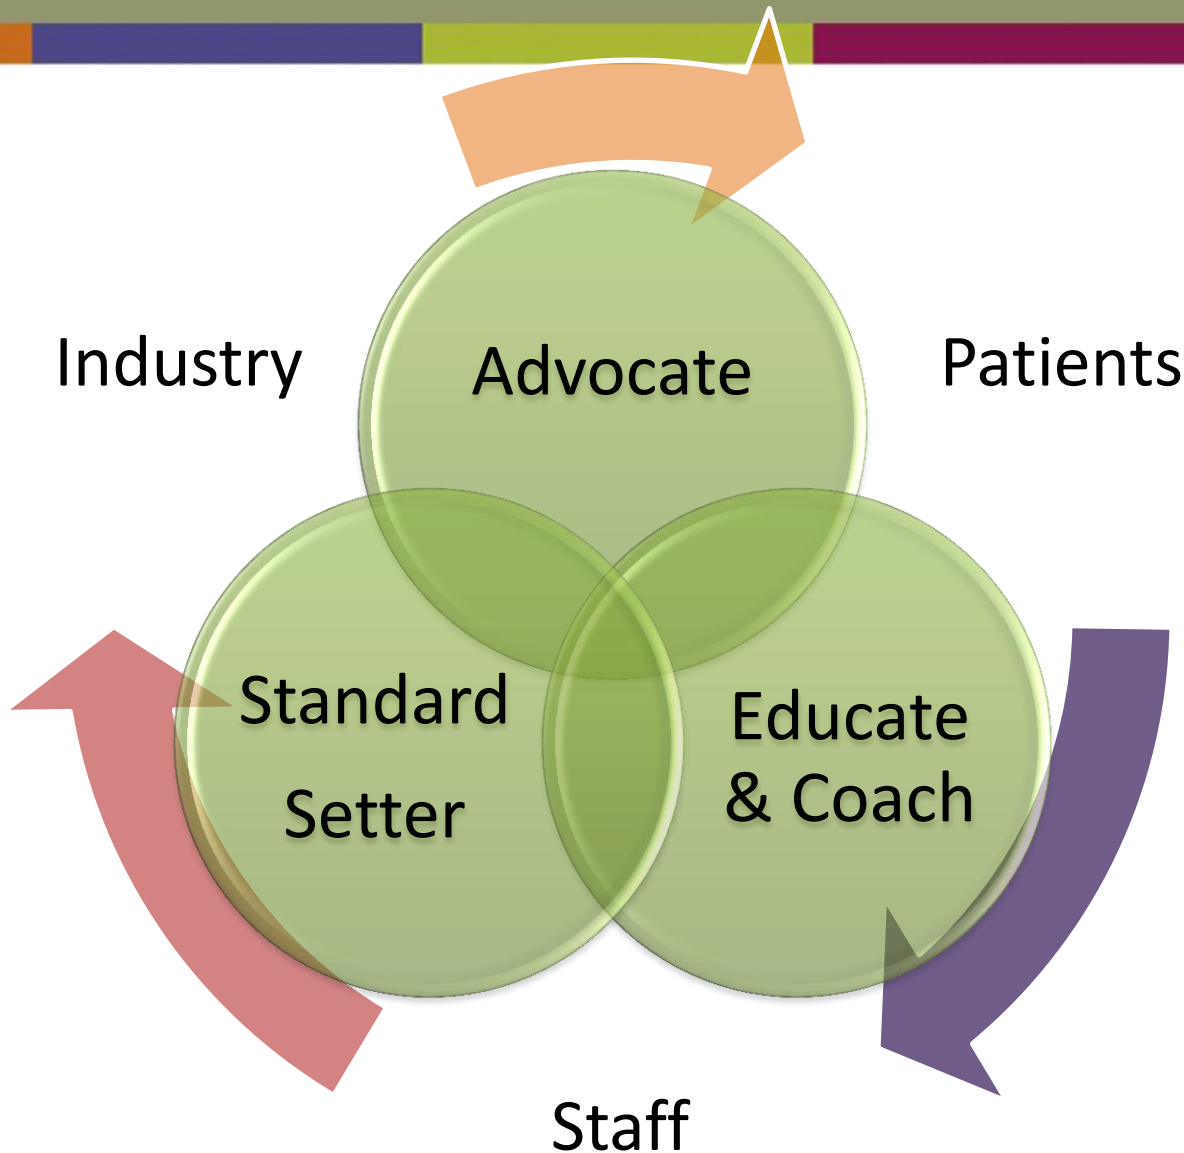 Industry
Advocate
Patients
Standard
Setter
Educate
& Coach
Staff